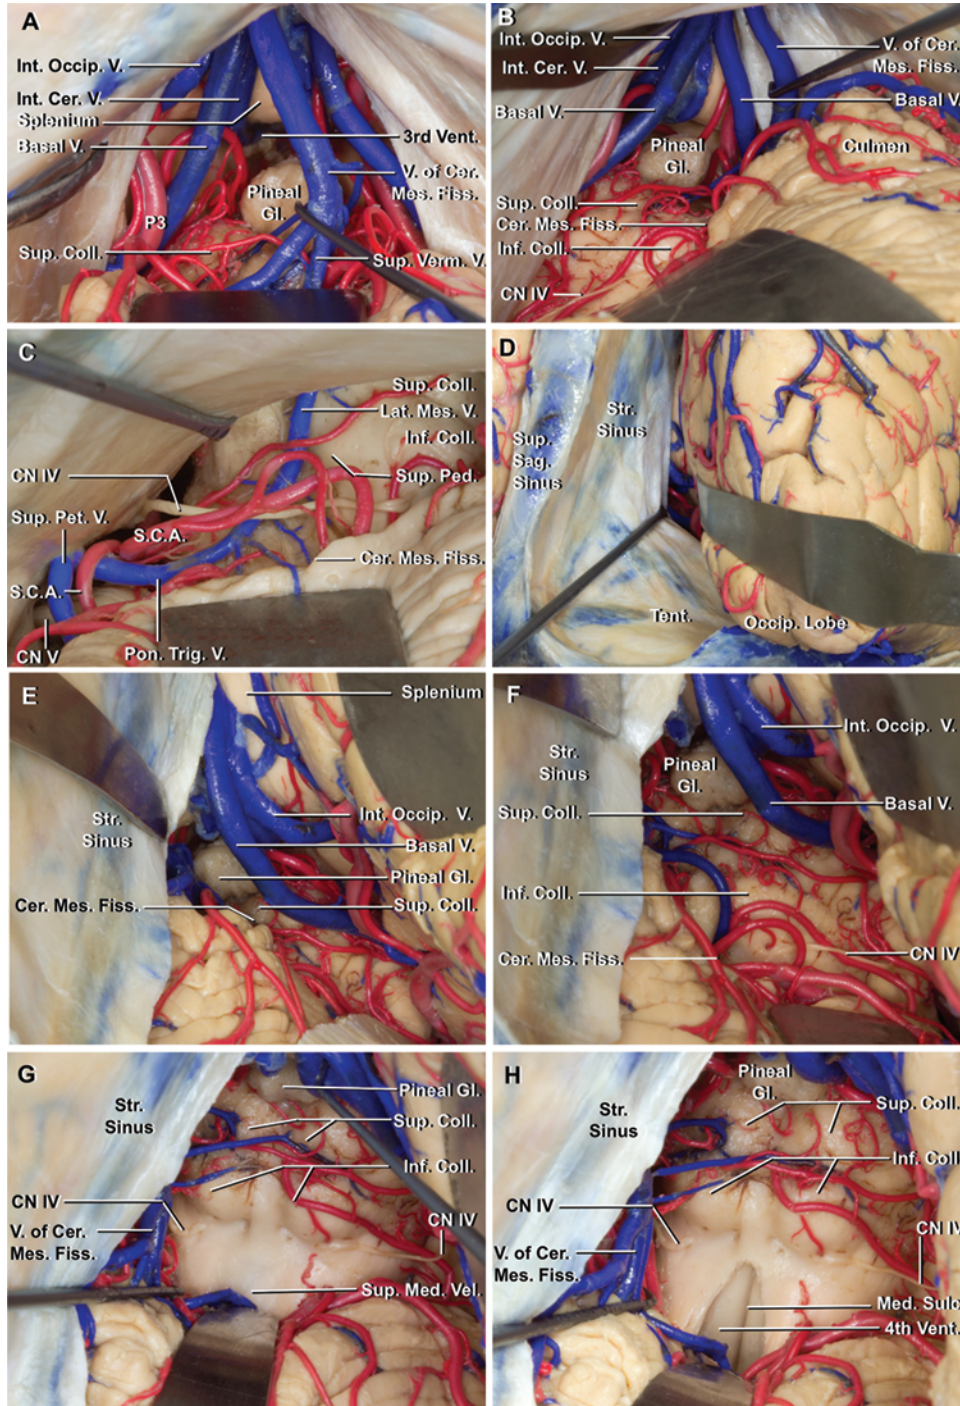 A
Int. Occip. V.
Int. Cer. V.
Splenium
Basal V.
3rd Vent.
V. of Cer.
Mes. Fiss.
Pineal
Gl.
P3
Sup. Coll.
Sup. Verm. V.
B
Int. Occip. V.
Int. Cer. V.
Basal V.
V. of Cer.
Mes. Fiss.
Basal V.
Pineal
Gl.
Culmen
Sup. Coll.
Cer. Mes. Fiss.
Inf. Coll.
CN IV
C
Sup. Coll.
Lat. Mes. V.
Inf. Coll.
CN IV
Sup. Ped.
Sup. Pet. V.
S.C.A.
Cer. Mes. Fiss.
S.C.A.
CN V
Pon. Trig. V.
D
Str.
Sinus
Sup.
Sag.
Sinus
Tent.
Occip. Lobe
E
Splenium
Str.
Sinus
Int. Occip. V.
Basal V.
Pineal Gl.
Cer. Mes. Fiss.
Sup. Coll.
F
Int. Occip. V.
Str.
Sinus
Pineal
Gl.
Basal V.
Sup. Coll.
Inf. Coll.
Cer. Mes. Fiss.
CN IV
G
Pineal Gl.
Str.
Sinus
Sup. Coll.
Inf. Coll.
CN IV
V. of Cer.
Mes. Fiss.
CN IV
Sup. Med. Vel.
H
Pineal
Gl.
Str.
Sinus
Sup. Coll.
Inf. Coll.
CN IV
V. of Cer.
Mes. Fiss.
CN IV
Med. Sulc
4th Vent.